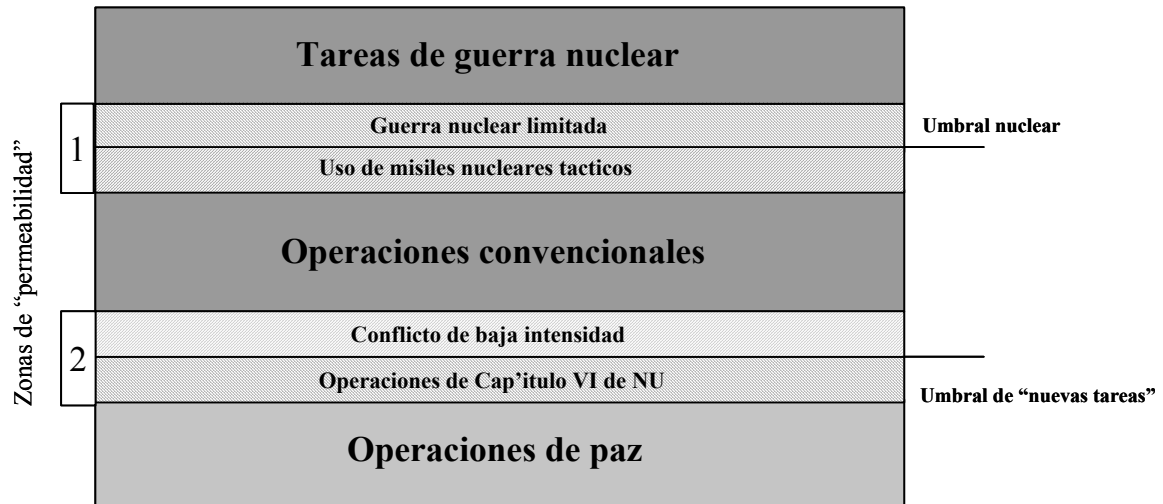 Tareas de guerra nuclear
Zonas de “permeabilidad”
1
Guerra nuclear limitada
Umbral nuclear
Uso de misiles nucleares tacticos
Operaciones convencionales
2
Conflicto de baja intensidad
Operaciones de Cap’itulo VI de NU
Umbral de “nuevas tareas”
Operaciones de paz